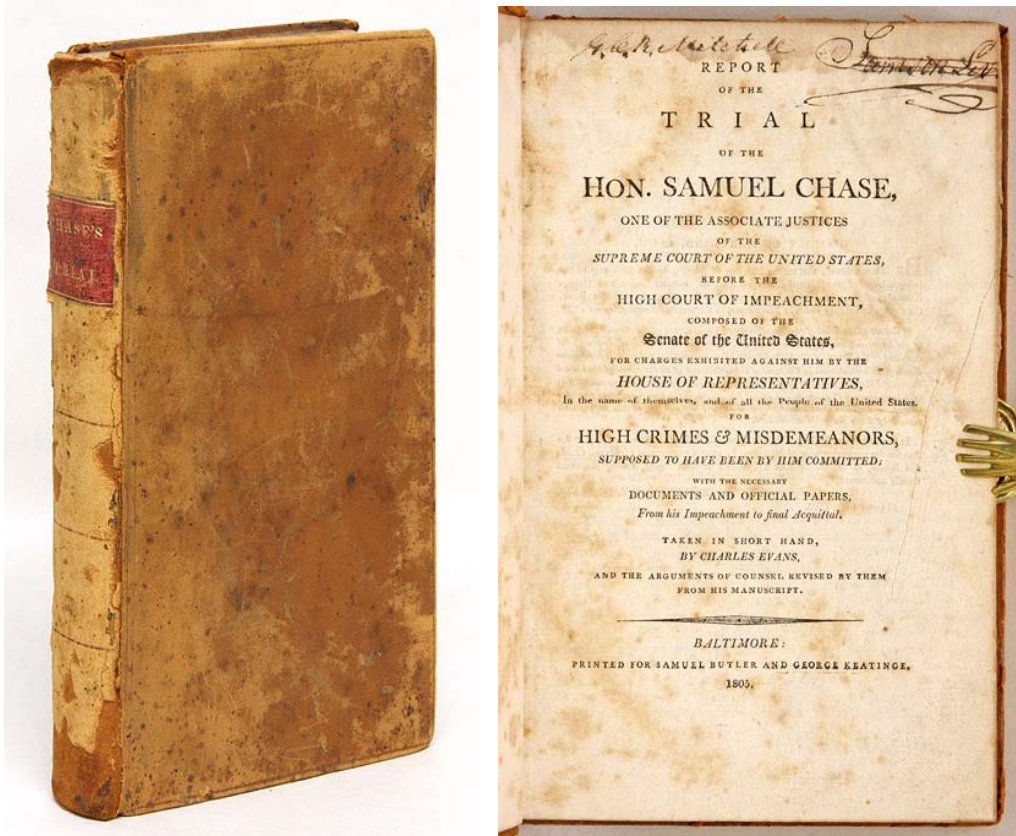 CHASE'S
TRIAL
G. C. R. Mitchell
Samson Levy
REPORT
OF THE
TRIAL
OF THE
HON. SAMUEL CHASE,
ONE OF THE ASSOCIATE JUSTICES
OF THE
SUPREME COURT OF THE UNITED STATES,
BEFORE THE
HIGH COURT OF IMPEACHMENT,
COMPOSED OF THE
Senate of the United States,
FOR CHARGES EXHIBITED AGAINST HIM BY THE
HOUSE OF REPRESENTATIVES,
In the name of themselves, and of all the People of the United States,
FOR
HIGH CRIMES & MISDEMEANORS,
SUPPOSED TO HAVE BEEN BY HIM COMMITTED;
WITH THE NECESSARY
DOCUMENTS AND OFFICIAL PAPERS,
From his Impeachment to final Acquittal.
TAKEN IN SHORT HAND,
BY CHARLES EVANS,
AND THE ARGUMENTS OF COUNSEL REVISED BY THEM
FROM HIS MANUSCRIPT.
BALTIMORE:
PRINTED FOR SAMUEL BUTLER AND GEORGE KEATINGE.
1805.